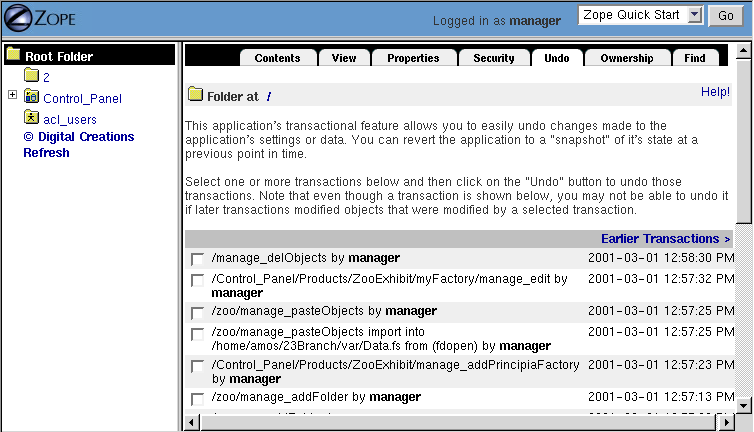 ZOPE
Logged in as manager
Zope Quick Start
Go
Root Folder
2
Control_Panel
acl_users
© Digital Creations
Refresh
Contents
View
Properties
Security
Undo
Ownership
Find
Folder at /
Help!
This application's transactional feature allows you to easily undo changes made to the
application's settings or data. You can revert the application to a "snapshot" of it's state at a
previous point in time.
Select one or more transactions below and then click on the "Undo" button to undo those
transactions. Note that even though a transaction is shown below, you may not be able to undo it
if later transactions modified objects that were modified by a selected transaction.
Earlier Transactions >
/manage_delObjects by manager 2001-03-01 12:58:30 PM
/Control_Panel/Products/ZooExhibit/myFactory/manage_edit by 2001-03-01 12:57:32 PM
manager
/zoo/manage_pasteObjects by manager 2001-03-01 12:57:25 PM
/zoo/manage_pasteObjects import into 2001-03-01 12:57:25 PM
/home/amos/23Branch/var/Data.fs from (fdopen) by manager
/Control_Panel/Products/ZooExhibit/manage_addPrincipiaFactory 2001-03-01 12:57:23 PM
by manager
/zoo/manage_addFolder by manager 2001-03-01 12:57:13 PM